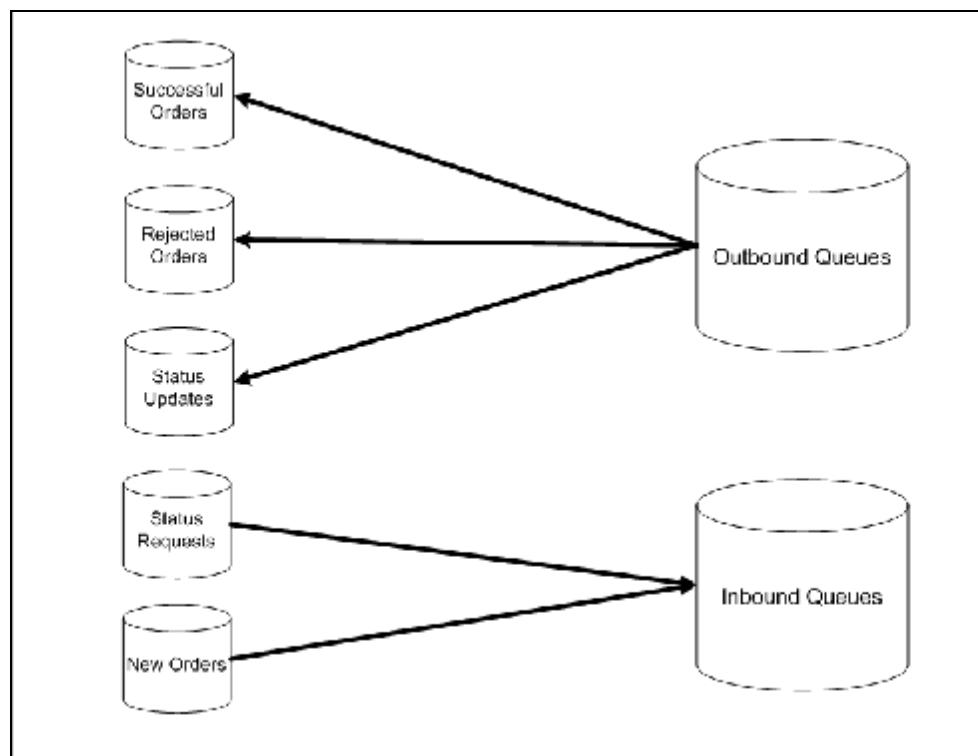 Successful
Orders
Rejected
Orders
Outbound Queues
Status
Updates
Status
Requests
Inbound Queues
New Orders